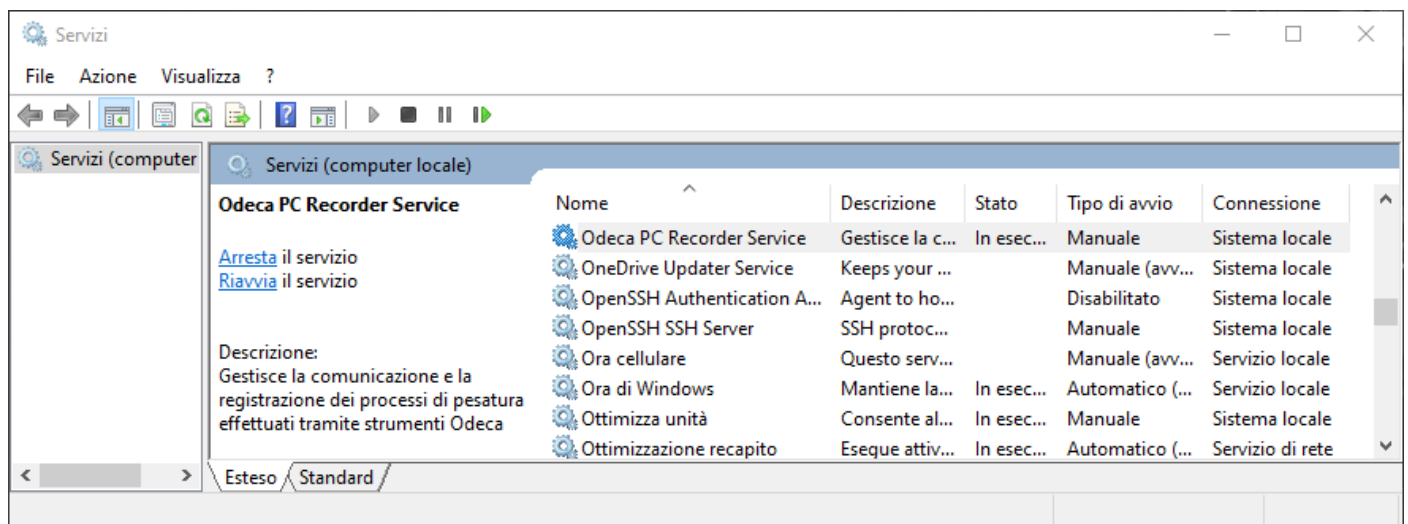 Servizi
File Azione Visualizza ?
Servizi (computer
Servizi (computer locale)
Odeca PC Recorder Service
Arresta il servizio
Riavvia il servizio
Descrizione:
Gestisce la comunicazione e la
registrazione dei processi di pesatura
effettuati tramite strumenti Odeca
Nome Descrizione Stato Tipo di avvio Connessione
Odeca PC Recorder Service Gestisce la c... In esec... Manuale Sistema locale
OneDrive Updater Service Keeps your ... Manuale (avv... Sistema locale
OpenSSH Authentication A... Agent to ho... Disabilitato Sistema locale
OpenSSH SSH Server SSH protoc... Manuale Sistema locale
Ora cellulare Questo serv... Manuale (avv... Servizio locale
Ora di Windows Mantiene la... In esec... Automatico (... Servizio locale
Ottimizza unità Consente al... In esec... Manuale Sistema locale
Ottimizzazione recapito Esegue attiv... In esec... Automatico (... Servizio di rete
Esteso Standard